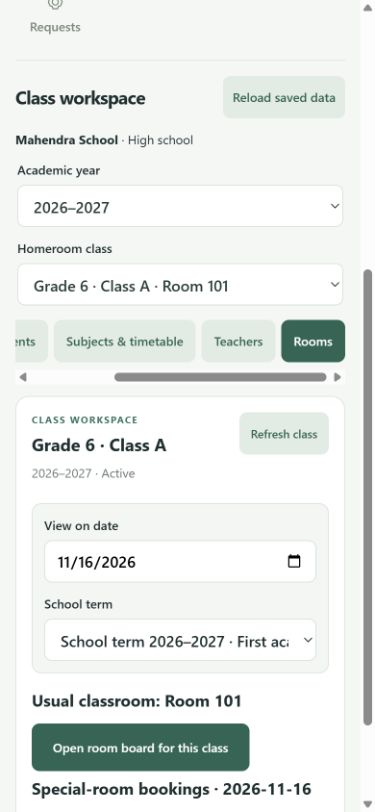 Requests
Class workspace
Reload saved data
Mahendra School · High school
Academic year
2026–2027
Homeroom class
Grade 6 · Class A · Room 101
ents
Subjects & timetable
Teachers
Rooms
CLASS WORKSPACE
Grade 6 · Class A
Refresh class
2026–2027 · Active
View on date
11/16/2026
School term
School term 2026–2027 · First aca
Usual classroom: Room 101
Open room board for this class
Special-room bookings · 2026-11-16